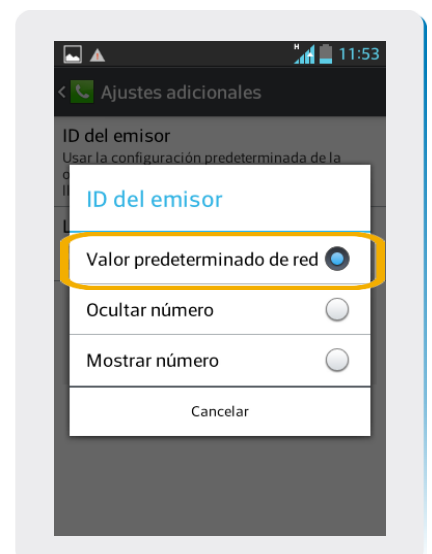 H
11:53
Ajustes adicionales
ID del emisor
Usar la configuración predeterminada de la
ID del emisor
Valor predeterminado de red
Ocultar número
Mostrar número
Cancelar